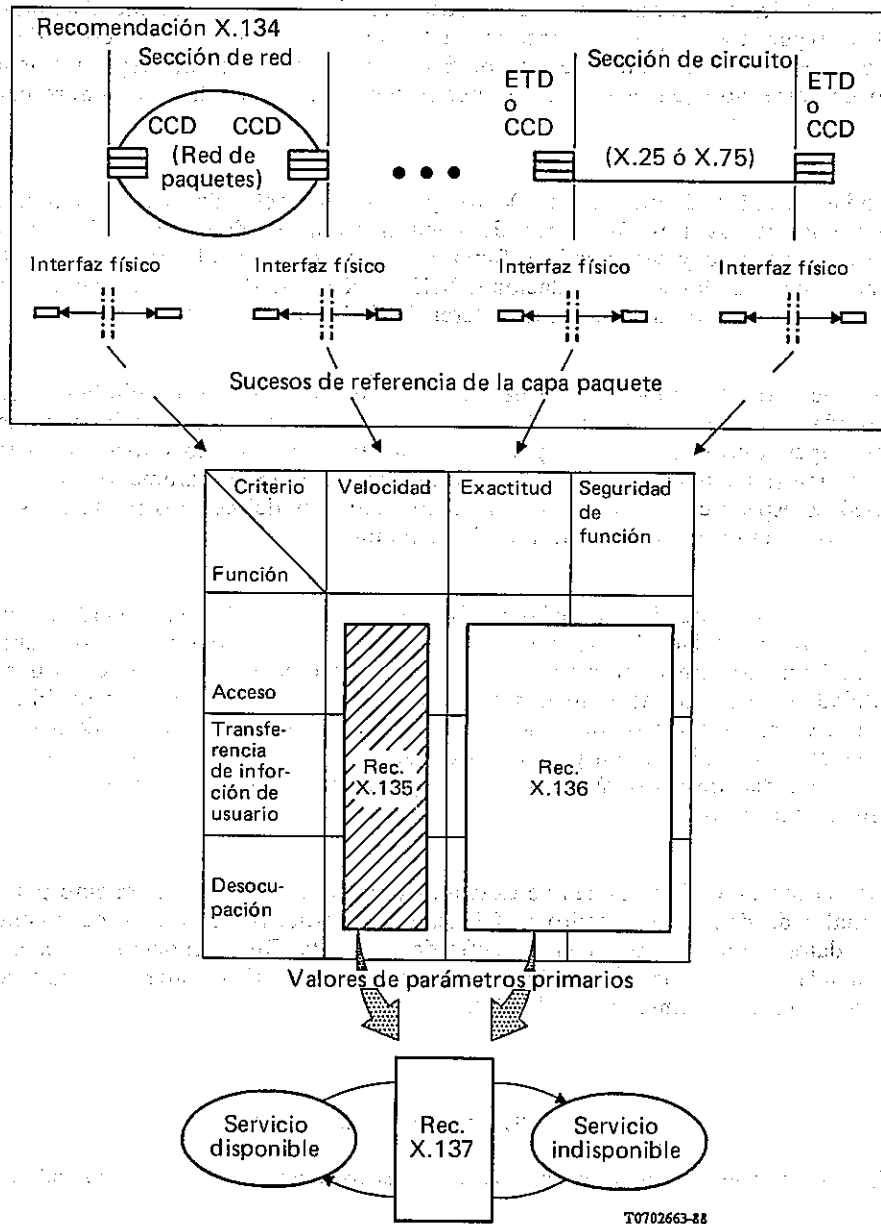 Recomendación X.134
Sección de red
Sección de circuito
ETD
ó
CCD
ETD
ó
CCD
CCD CCD
(Red de
paquetes)
(X.25 ó X.75)
Interfaz físico
Interfaz físico
Interfaz físico
Interfaz físico
Sucesos de referencia de la capa paquete
Criterio
Función
Velocidad
Exactitud
Seguridad
de
función
Acceso
Transfe-
rencia
de infor-
ción de
usuario
Desocu-
pación
Rec.
X.135
Rec.
X.136
Valores de parámetros primarios
Servicio
disponible
Rec.
X.137
Servicio
indisponible
T0702663-88